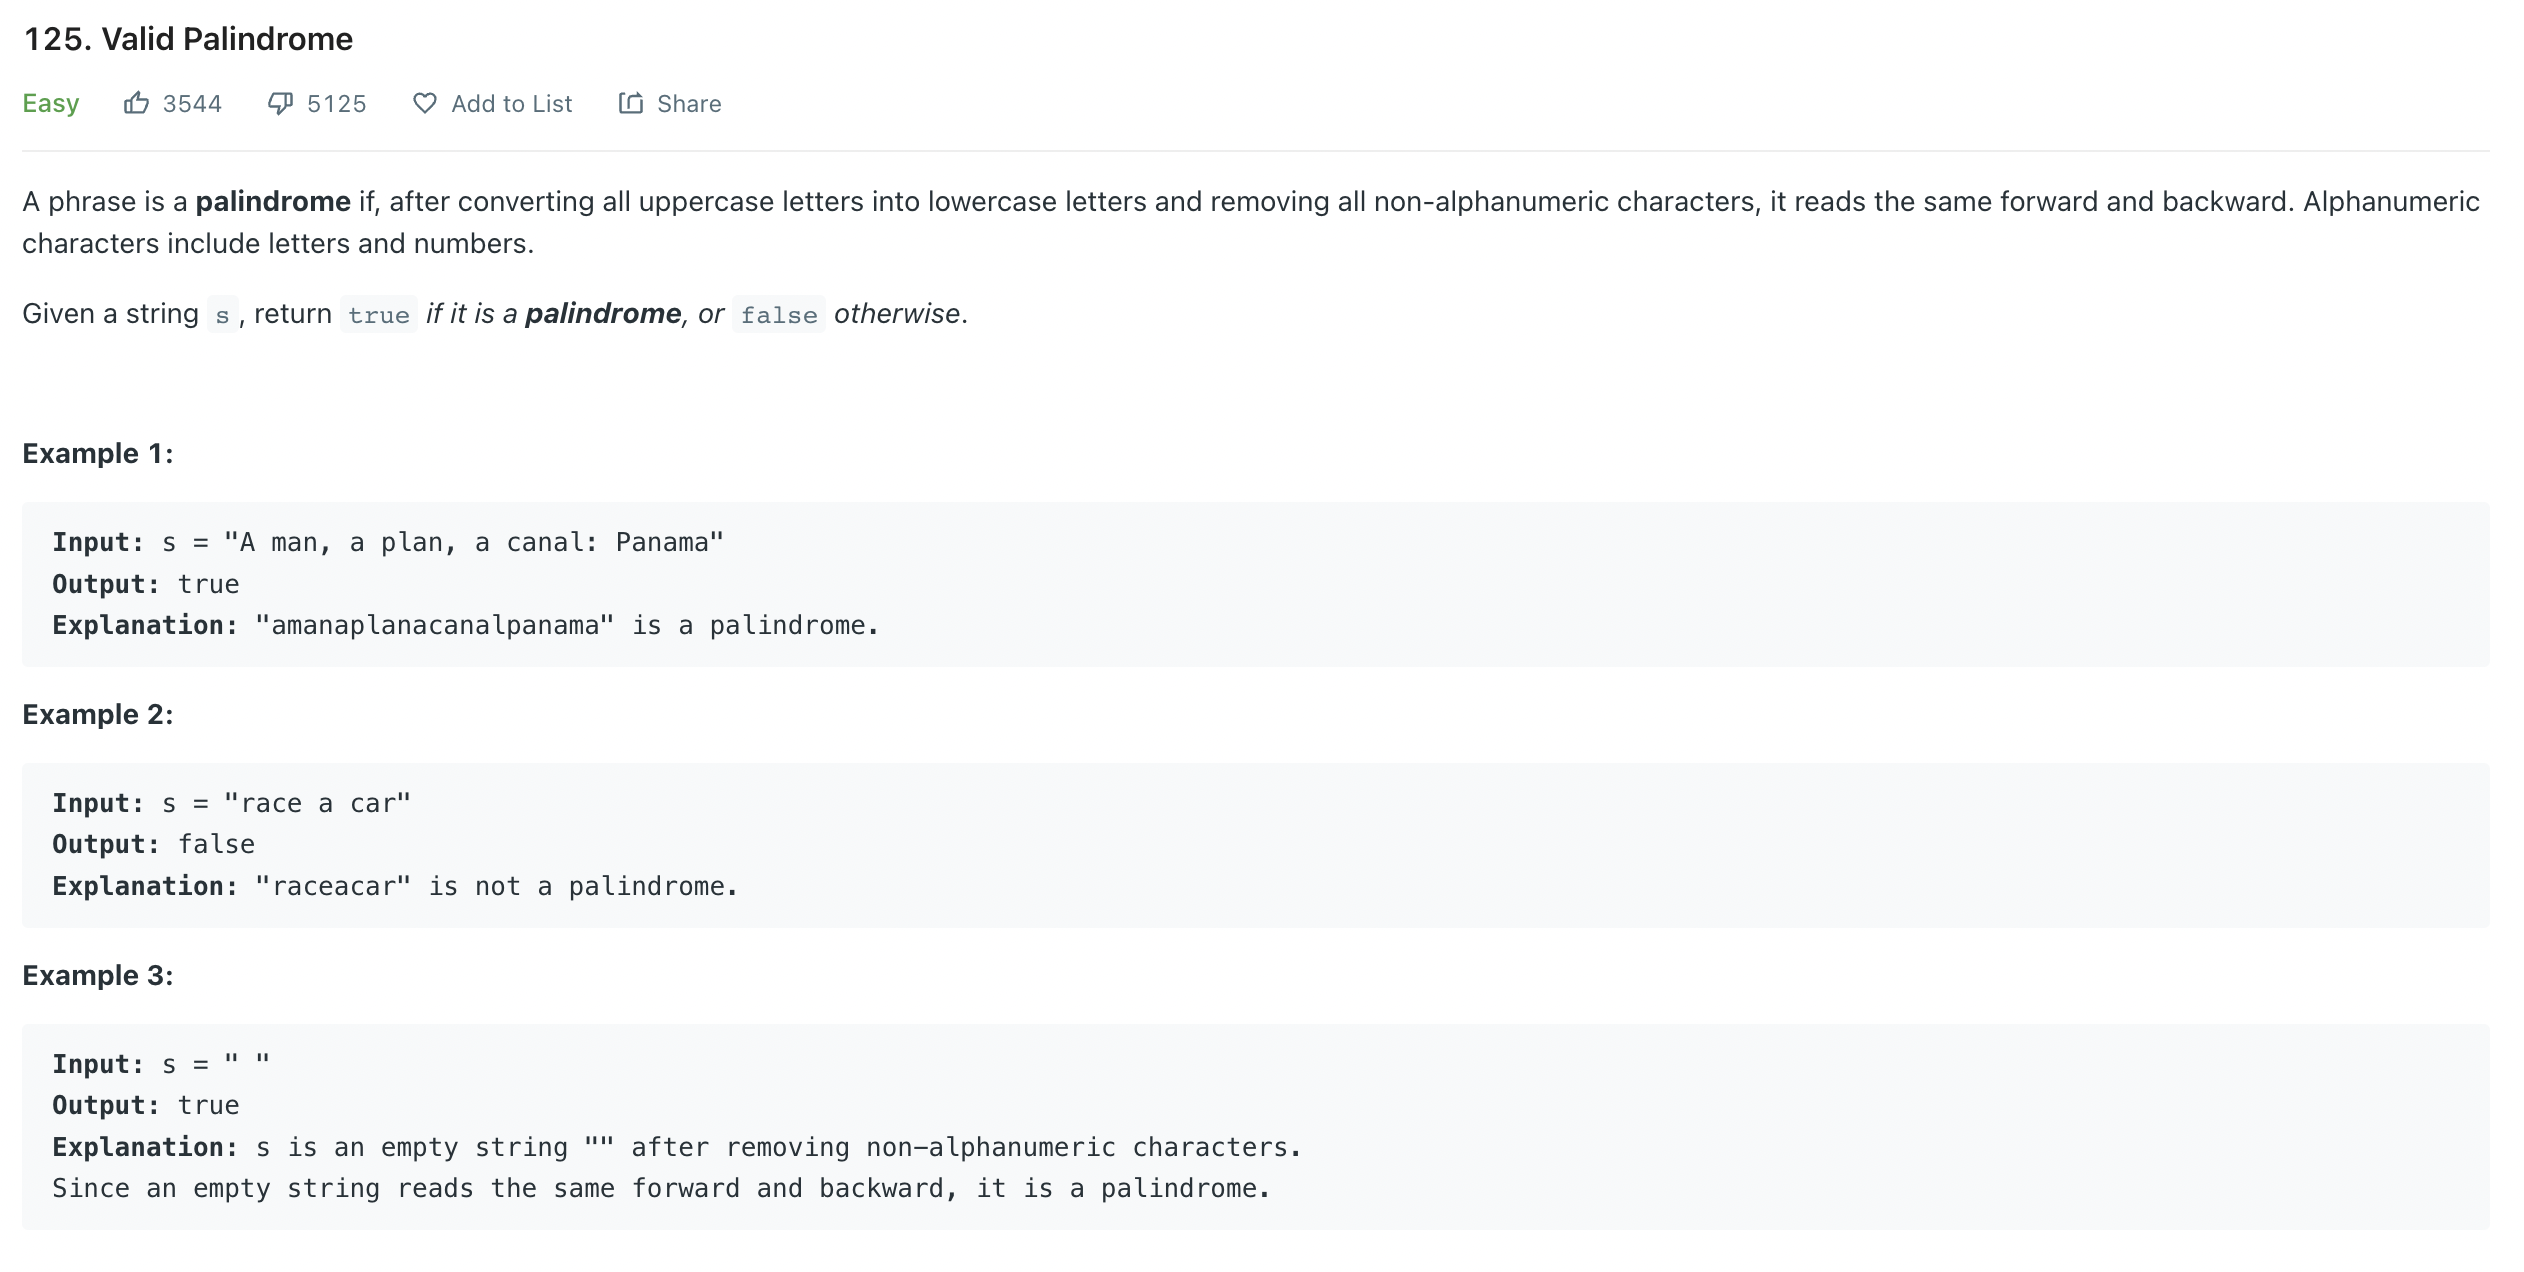 125. Valid Palindrome
Easy 3544 5125 Add to List Share
A phrase is a palindrome if, after converting all uppercase letters into lowercase letters and removing all non-alphanumeric characters, it reads the same forward and backward. Alphanumeric
characters include letters and numbers.
Given a string s, return true if it is a palindrome, or false otherwise.
Example 1:
Input: s = "A man, a plan, a canal: Panama"
Output: true
Explanation: "amanaplanacanalpanama" is a palindrome.
Example 2:
Input: s = "race a car"
Output: false
Explanation: "raceacar" is not a palindrome.
Example 3:
Input: s = " "
Output: true
Explanation: s is an empty string "" after removing non-alphanumeric characters.
Since an empty string reads the same forward and backward, it is a palindrome.